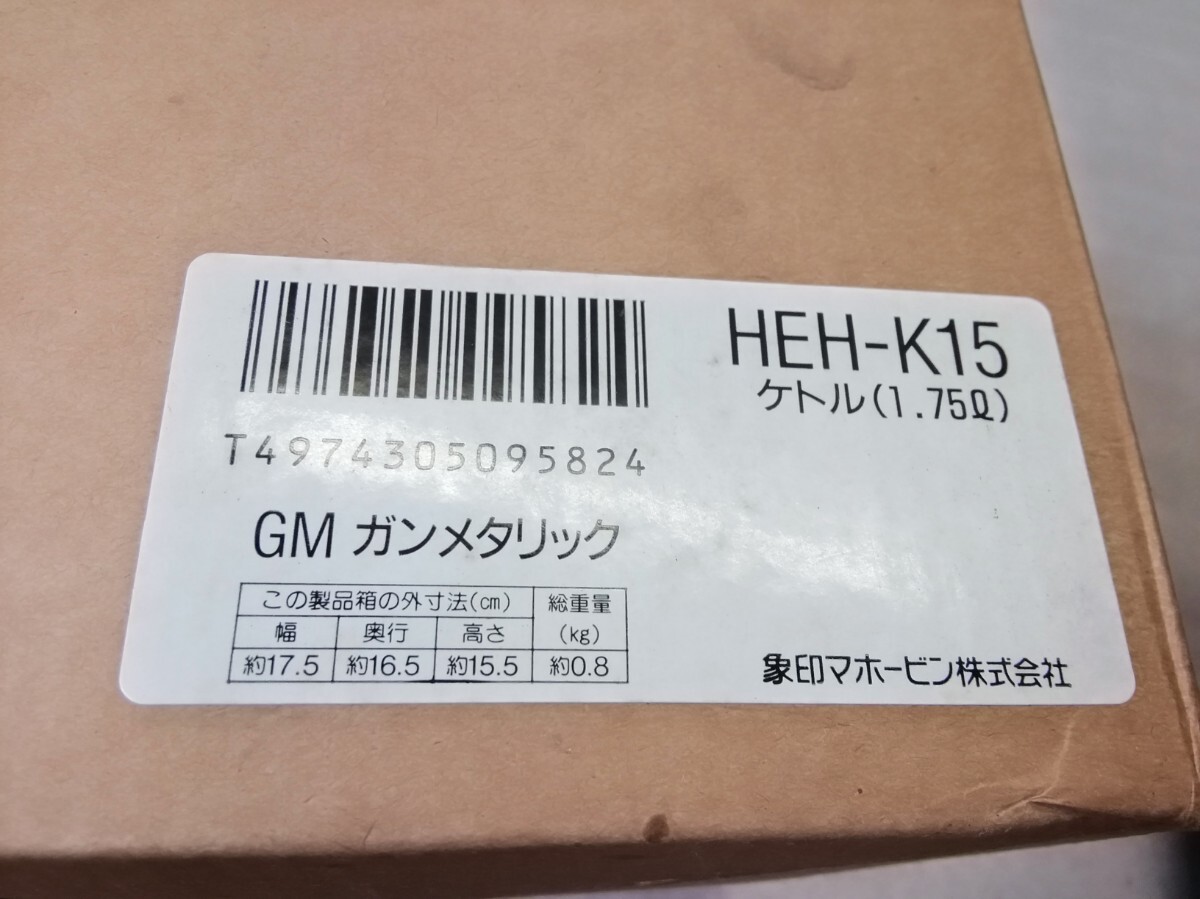 HEH-K15
ケトル(1.75ℓ)
T4974305095824
GM ガンメタリック
この製品箱の外寸法(cm) 総重量(kg)
幅 奥行 高さ
約17.5 約16.5 約15.5 約0.8
象印マホービン株式会社